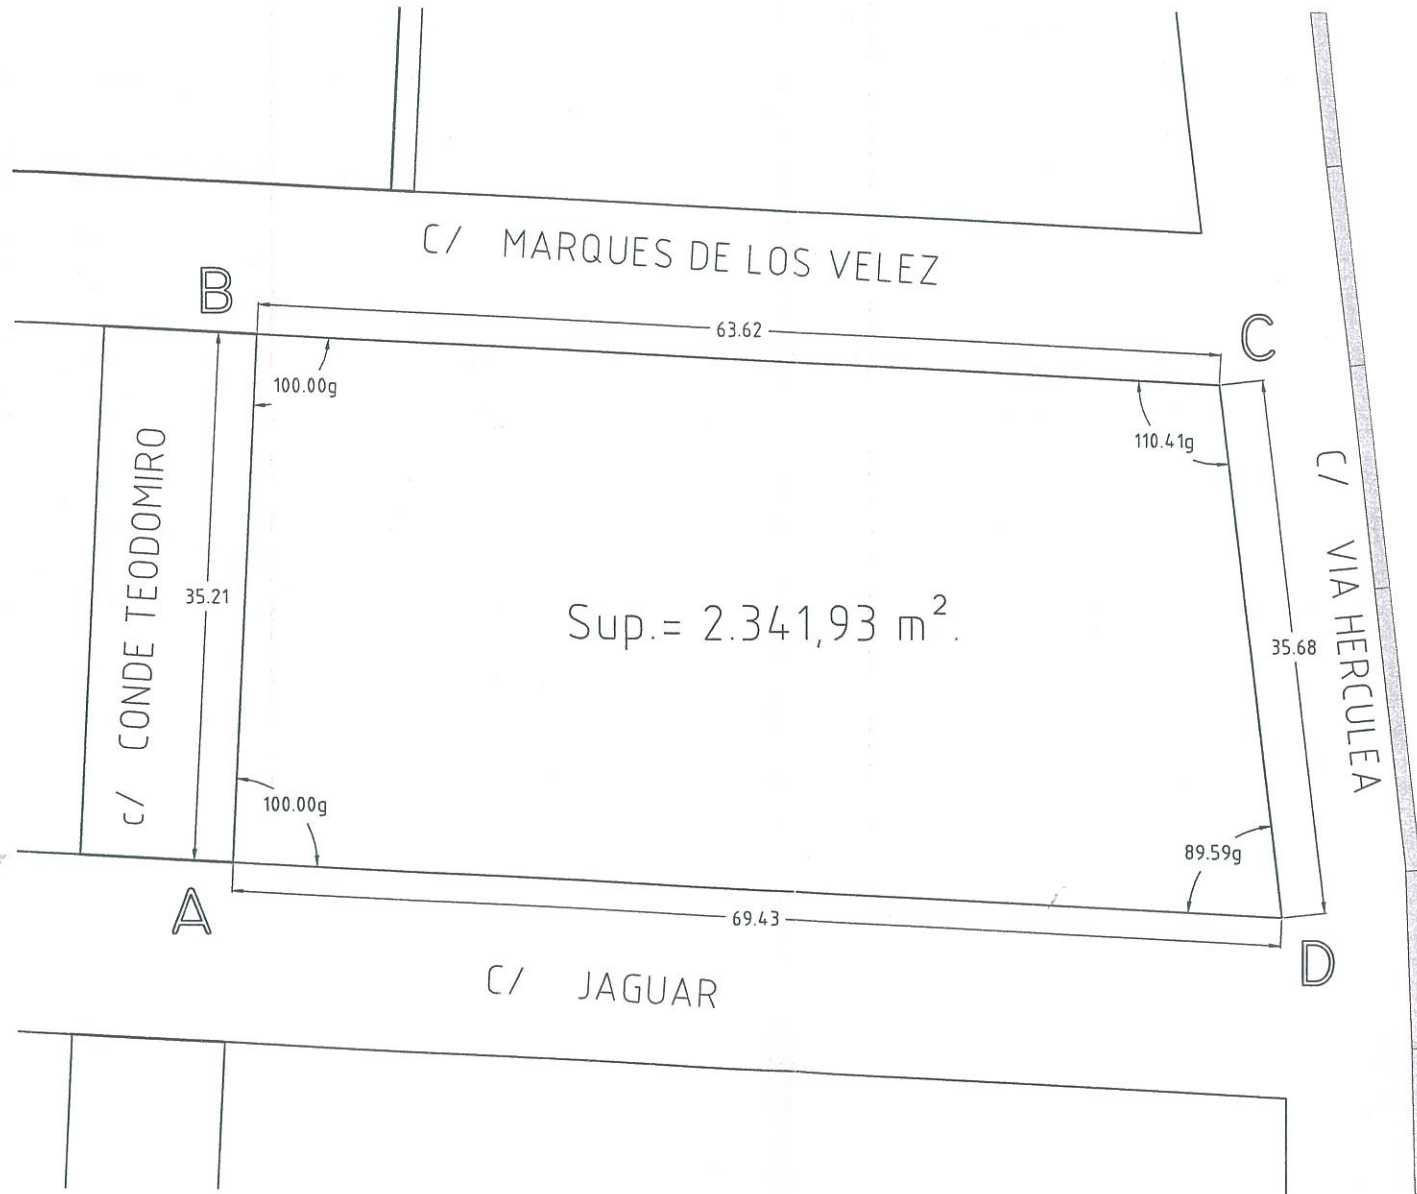 C/ MARQUES DE LOS VELEZ
B
63.62
C
100.00g
110.41g
C/ CONDE TEODOMIRO
35.21
Sup.= 2.341,93 m².
35.68
C/ VIA HERCULEA
100.00g
89.59g
A
69.43
D
C/ JAGUAR